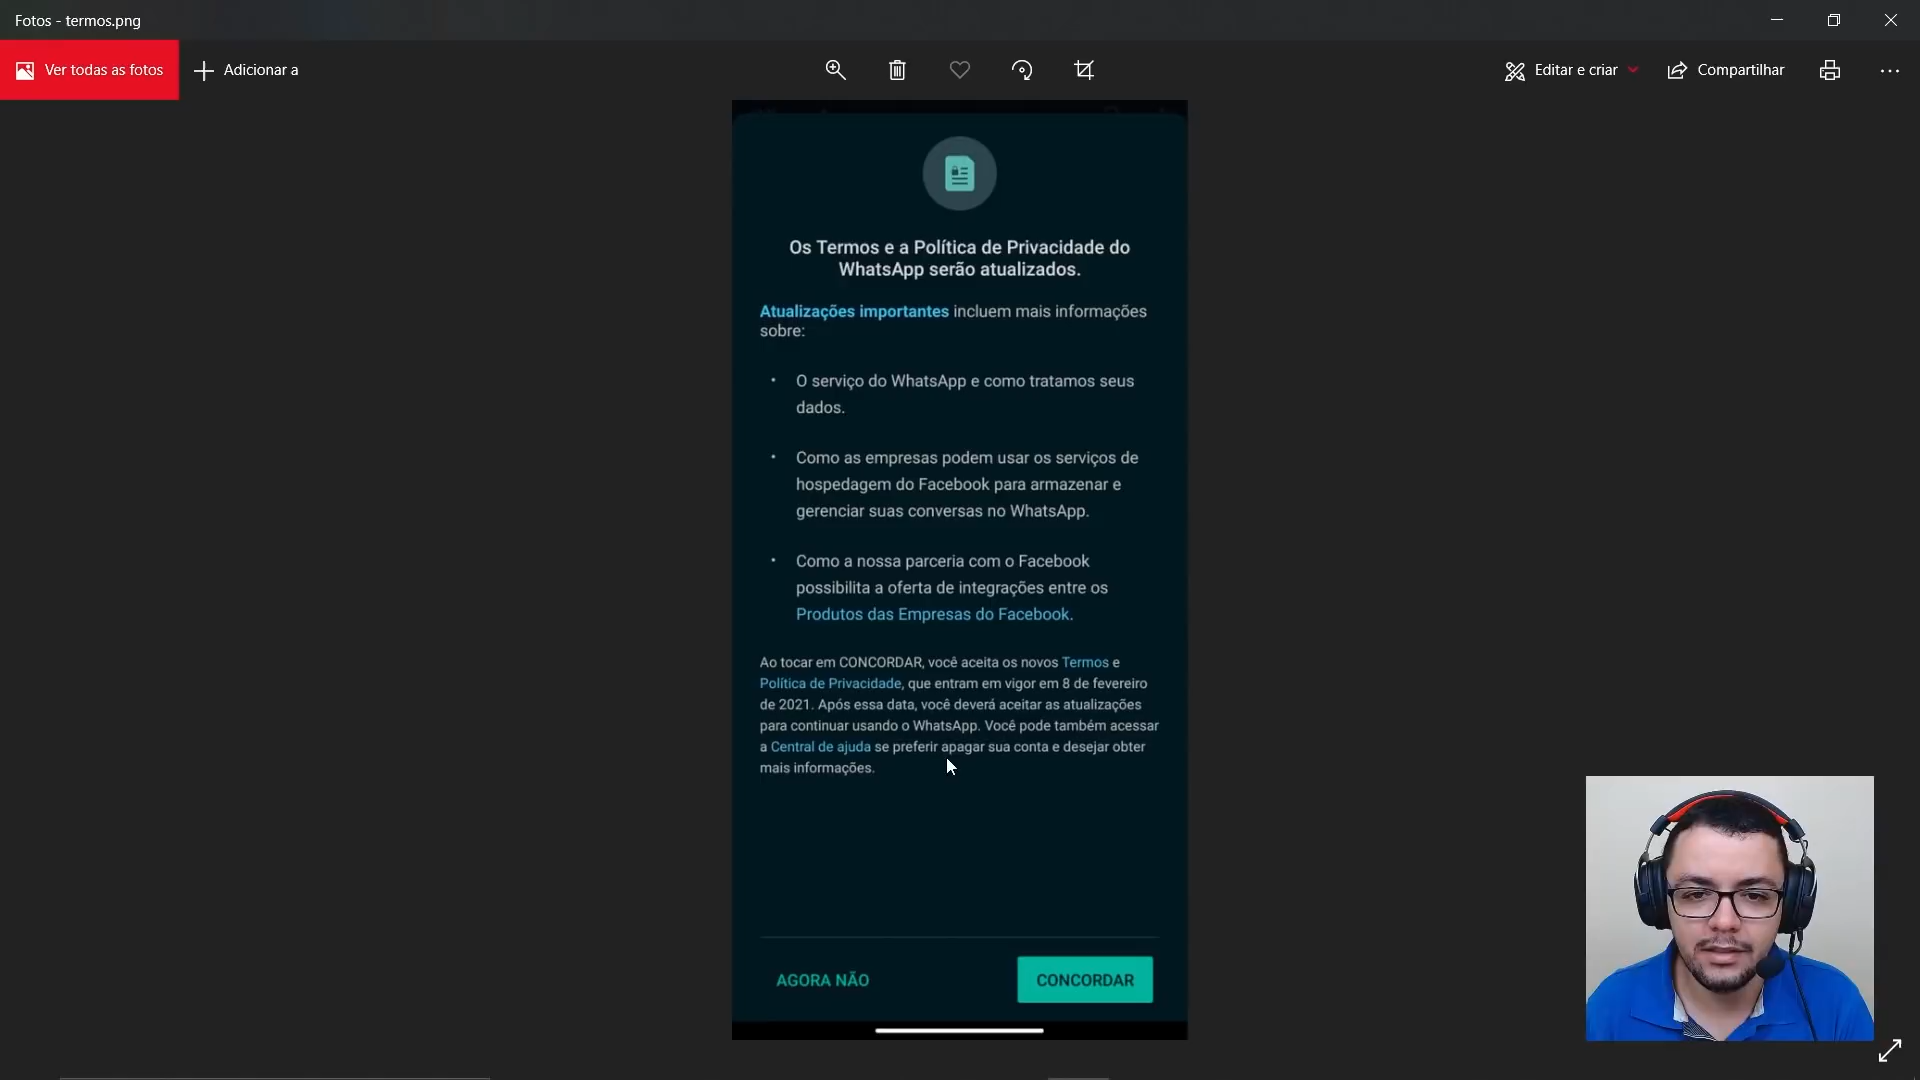 Fotos - termos.png
Ver todas as fotos
Adicionar a
Editar e criar
Compartilhar
Os Termos e a Política de Privacidade do
WhatsApp serão atualizados.
Atualizações importantes incluem mais informações
sobre:
• O serviço do WhatsApp e como tratamos seus
dados.
• Como as empresas podem usar os serviços de
hospedagem do Facebook para armazenar e
gerenciar suas conversas no WhatsApp.
• Como a nossa parceria com o Facebook
possibilita a oferta de integrações entre os
Produtos das Empresas do Facebook.
Ao tocar em CONCORDAR, você aceita os novos Termos e
Política de Privacidade, que entram em vigor em 8 de fevereiro
de 2021. Após essa data, você deverá aceitar as atualizações
para continuar usando o WhatsApp. Você pode também acessar
a Central de ajuda se preferir apagar sua conta e desejar obter
mais informações.
AGORA NÃO
CONCORDAR